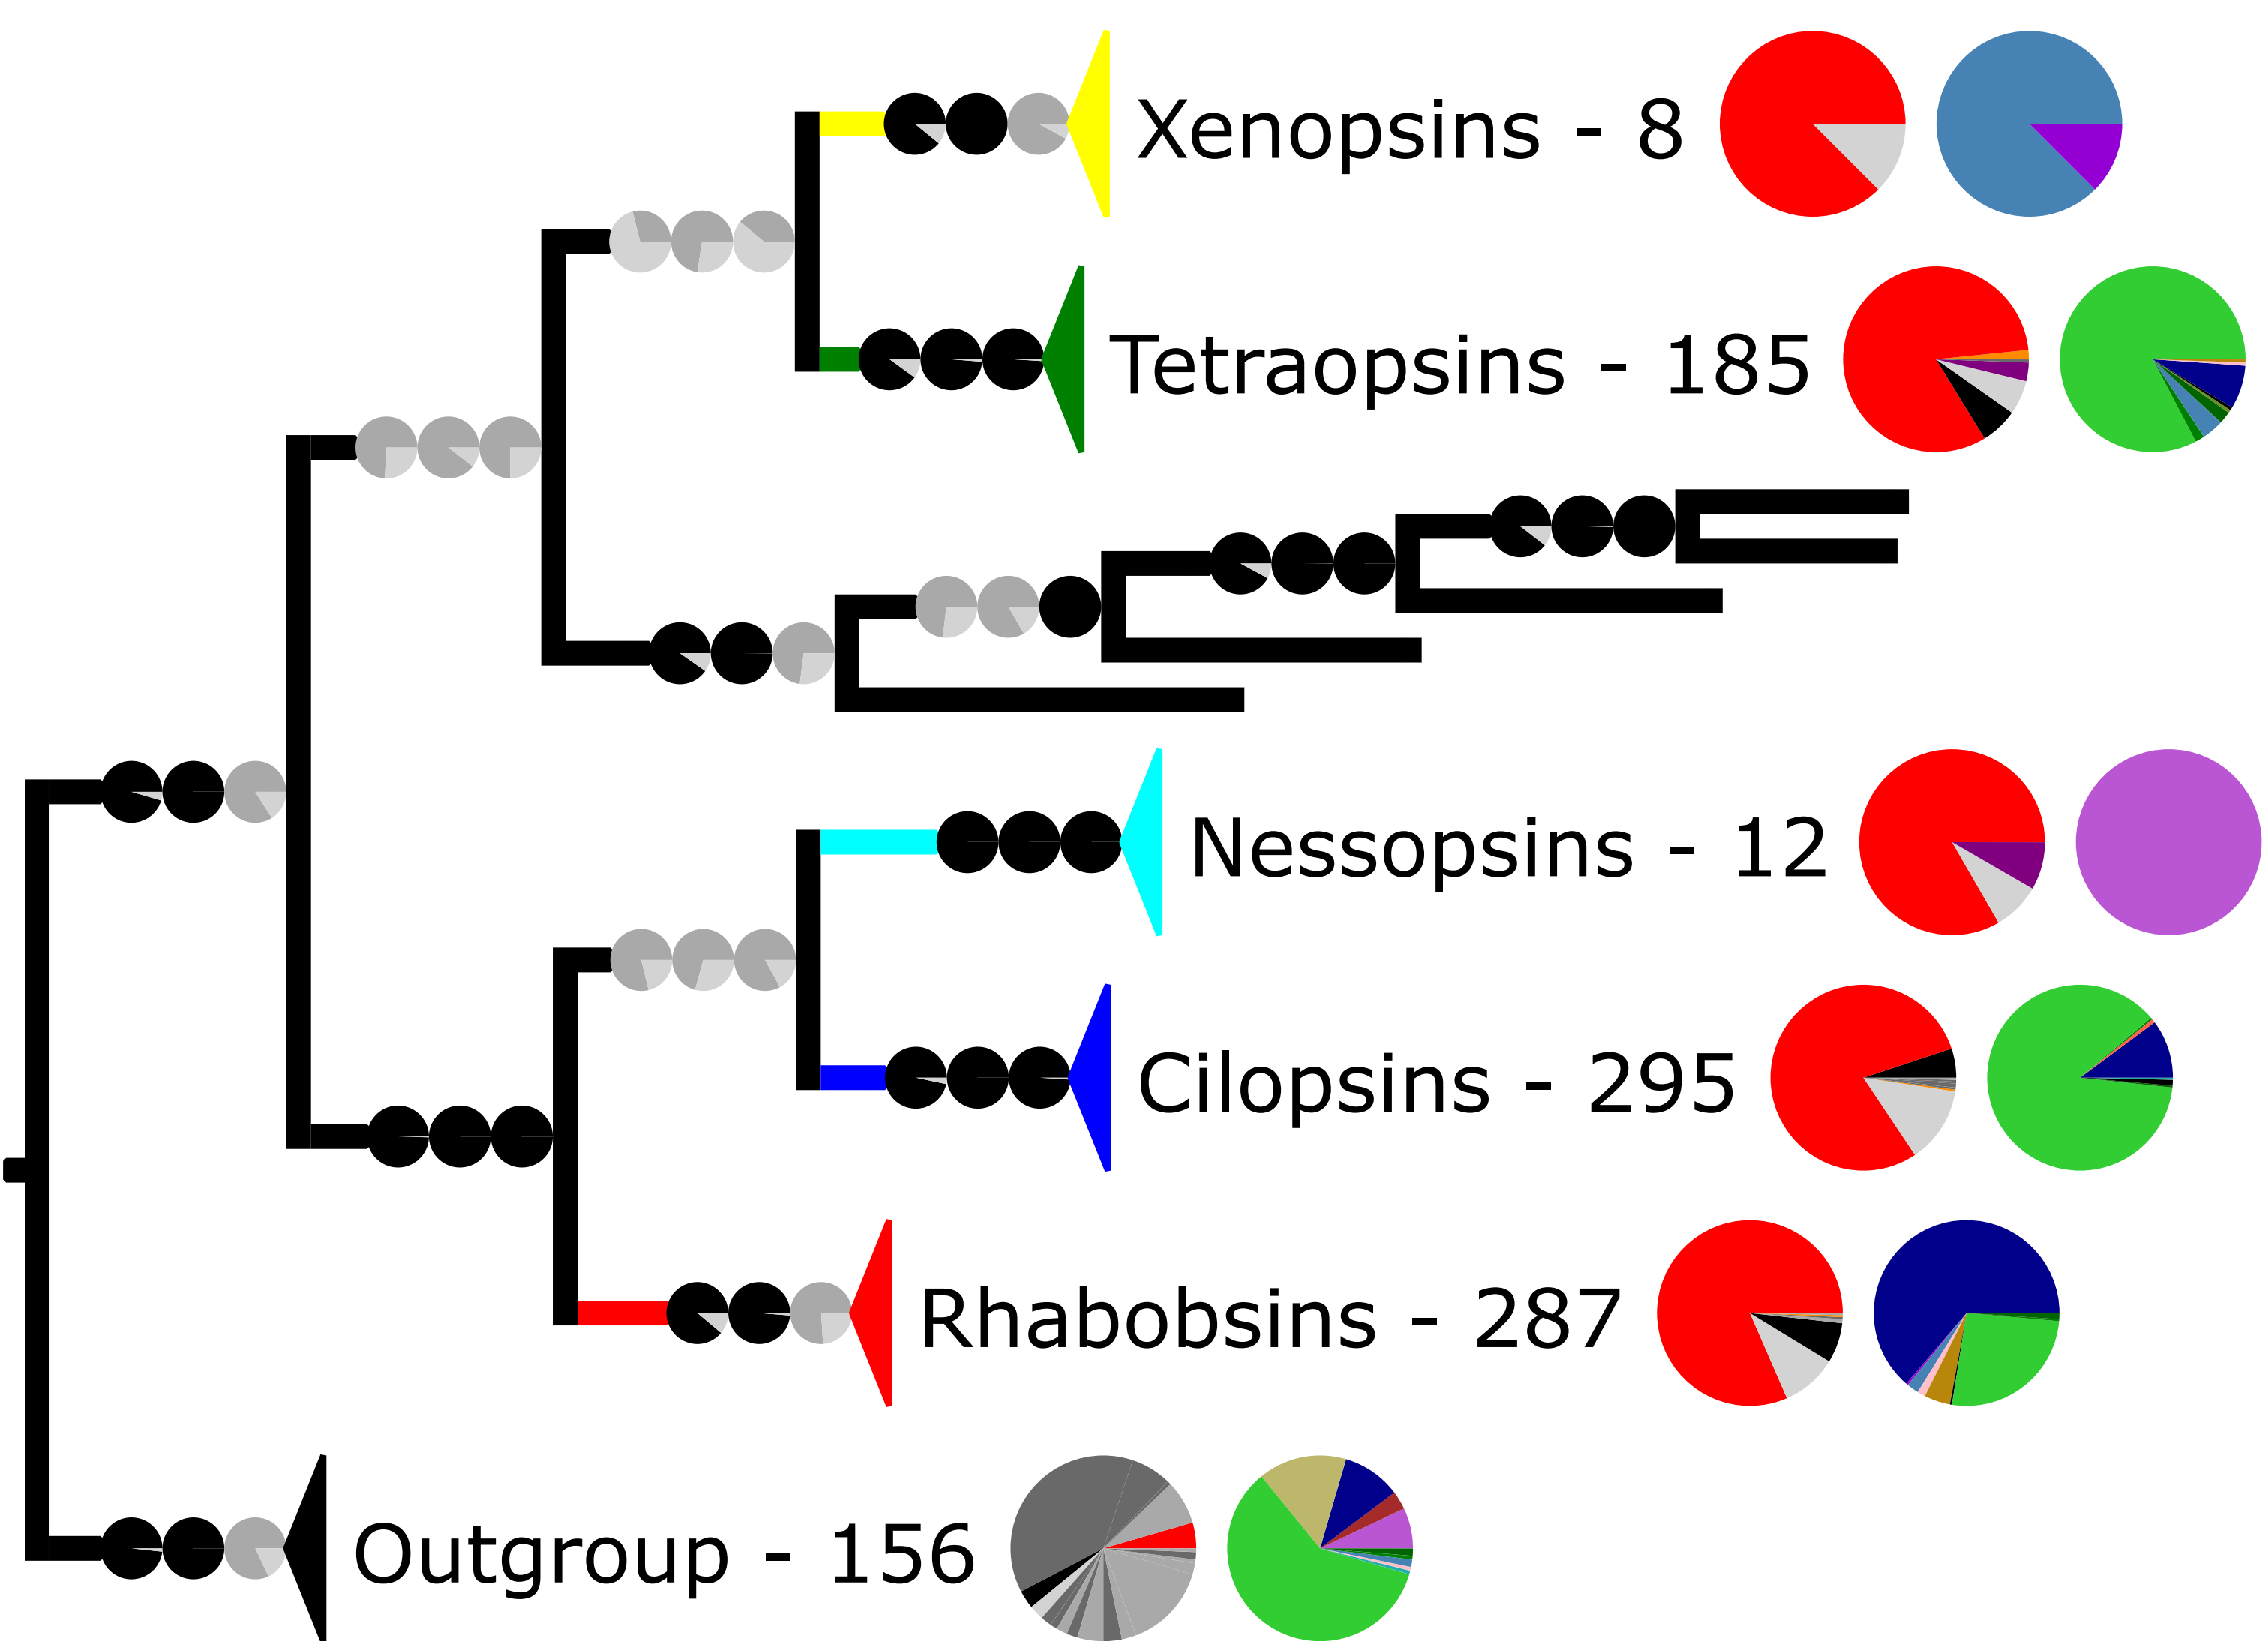 Xenopsins - 8
Tetraopsins - 185
Nessopsins - 12
Cilopsins - 295
Rhabobsins - 287
Outgroup - 156